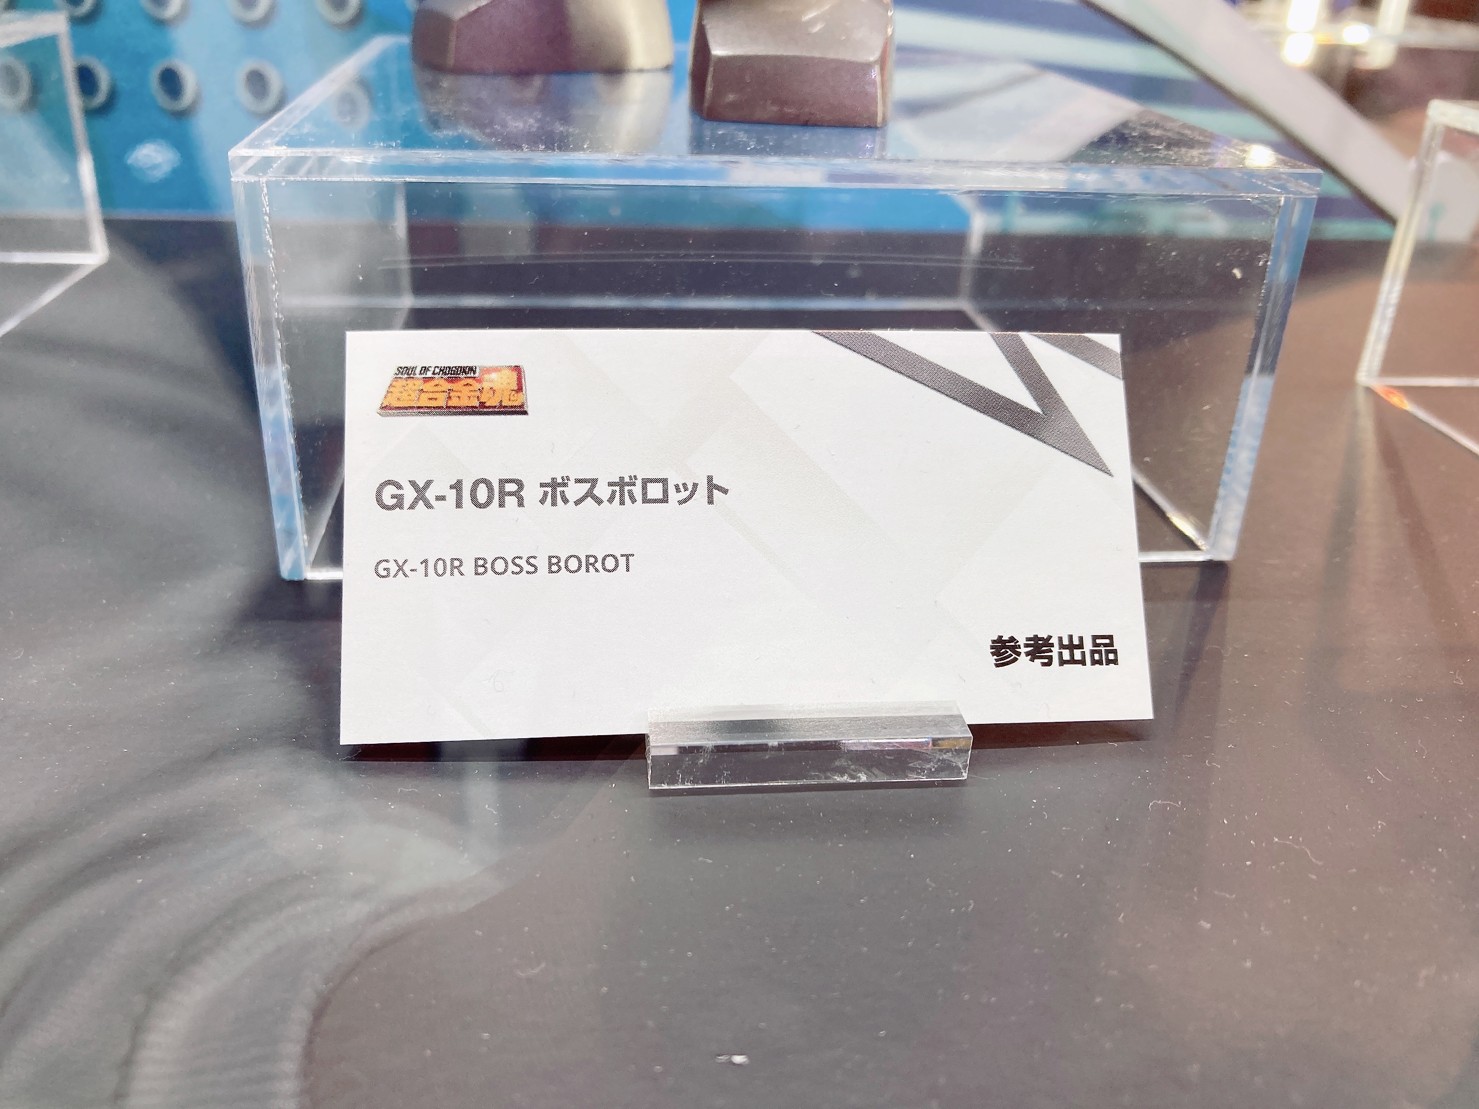 SOUL OF CHOGOKIN
超合金魂
GX-10R ボスボロット
GX-10R BOSS BOROT
参考出品